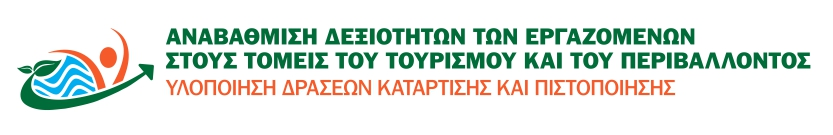 ΑΝΑΒΑΘΜΙΣΗ ΔΕΞΙΟΤΗΤΩΝ ΤΩΝ ΕΡΓΑΖΟΜΕΝΩΝ
ΣΤΟΥΣ ΤΟΜΕΙΣ ΤΟΥ ΤΟΥΡΙΣΜΟΥ ΚΑΙ ΤΟΥ ΠΕΡΙΒΑΛΛΟΝΤΟΣ
ΥΛΟΠΟΙΗΣΗ ΔΡΑΣΕΩΝ ΚΑΤΑΡΤΙΣΗΣ ΚΑΙ ΠΙΣΤΟΠΟΙΗΣΗΣ